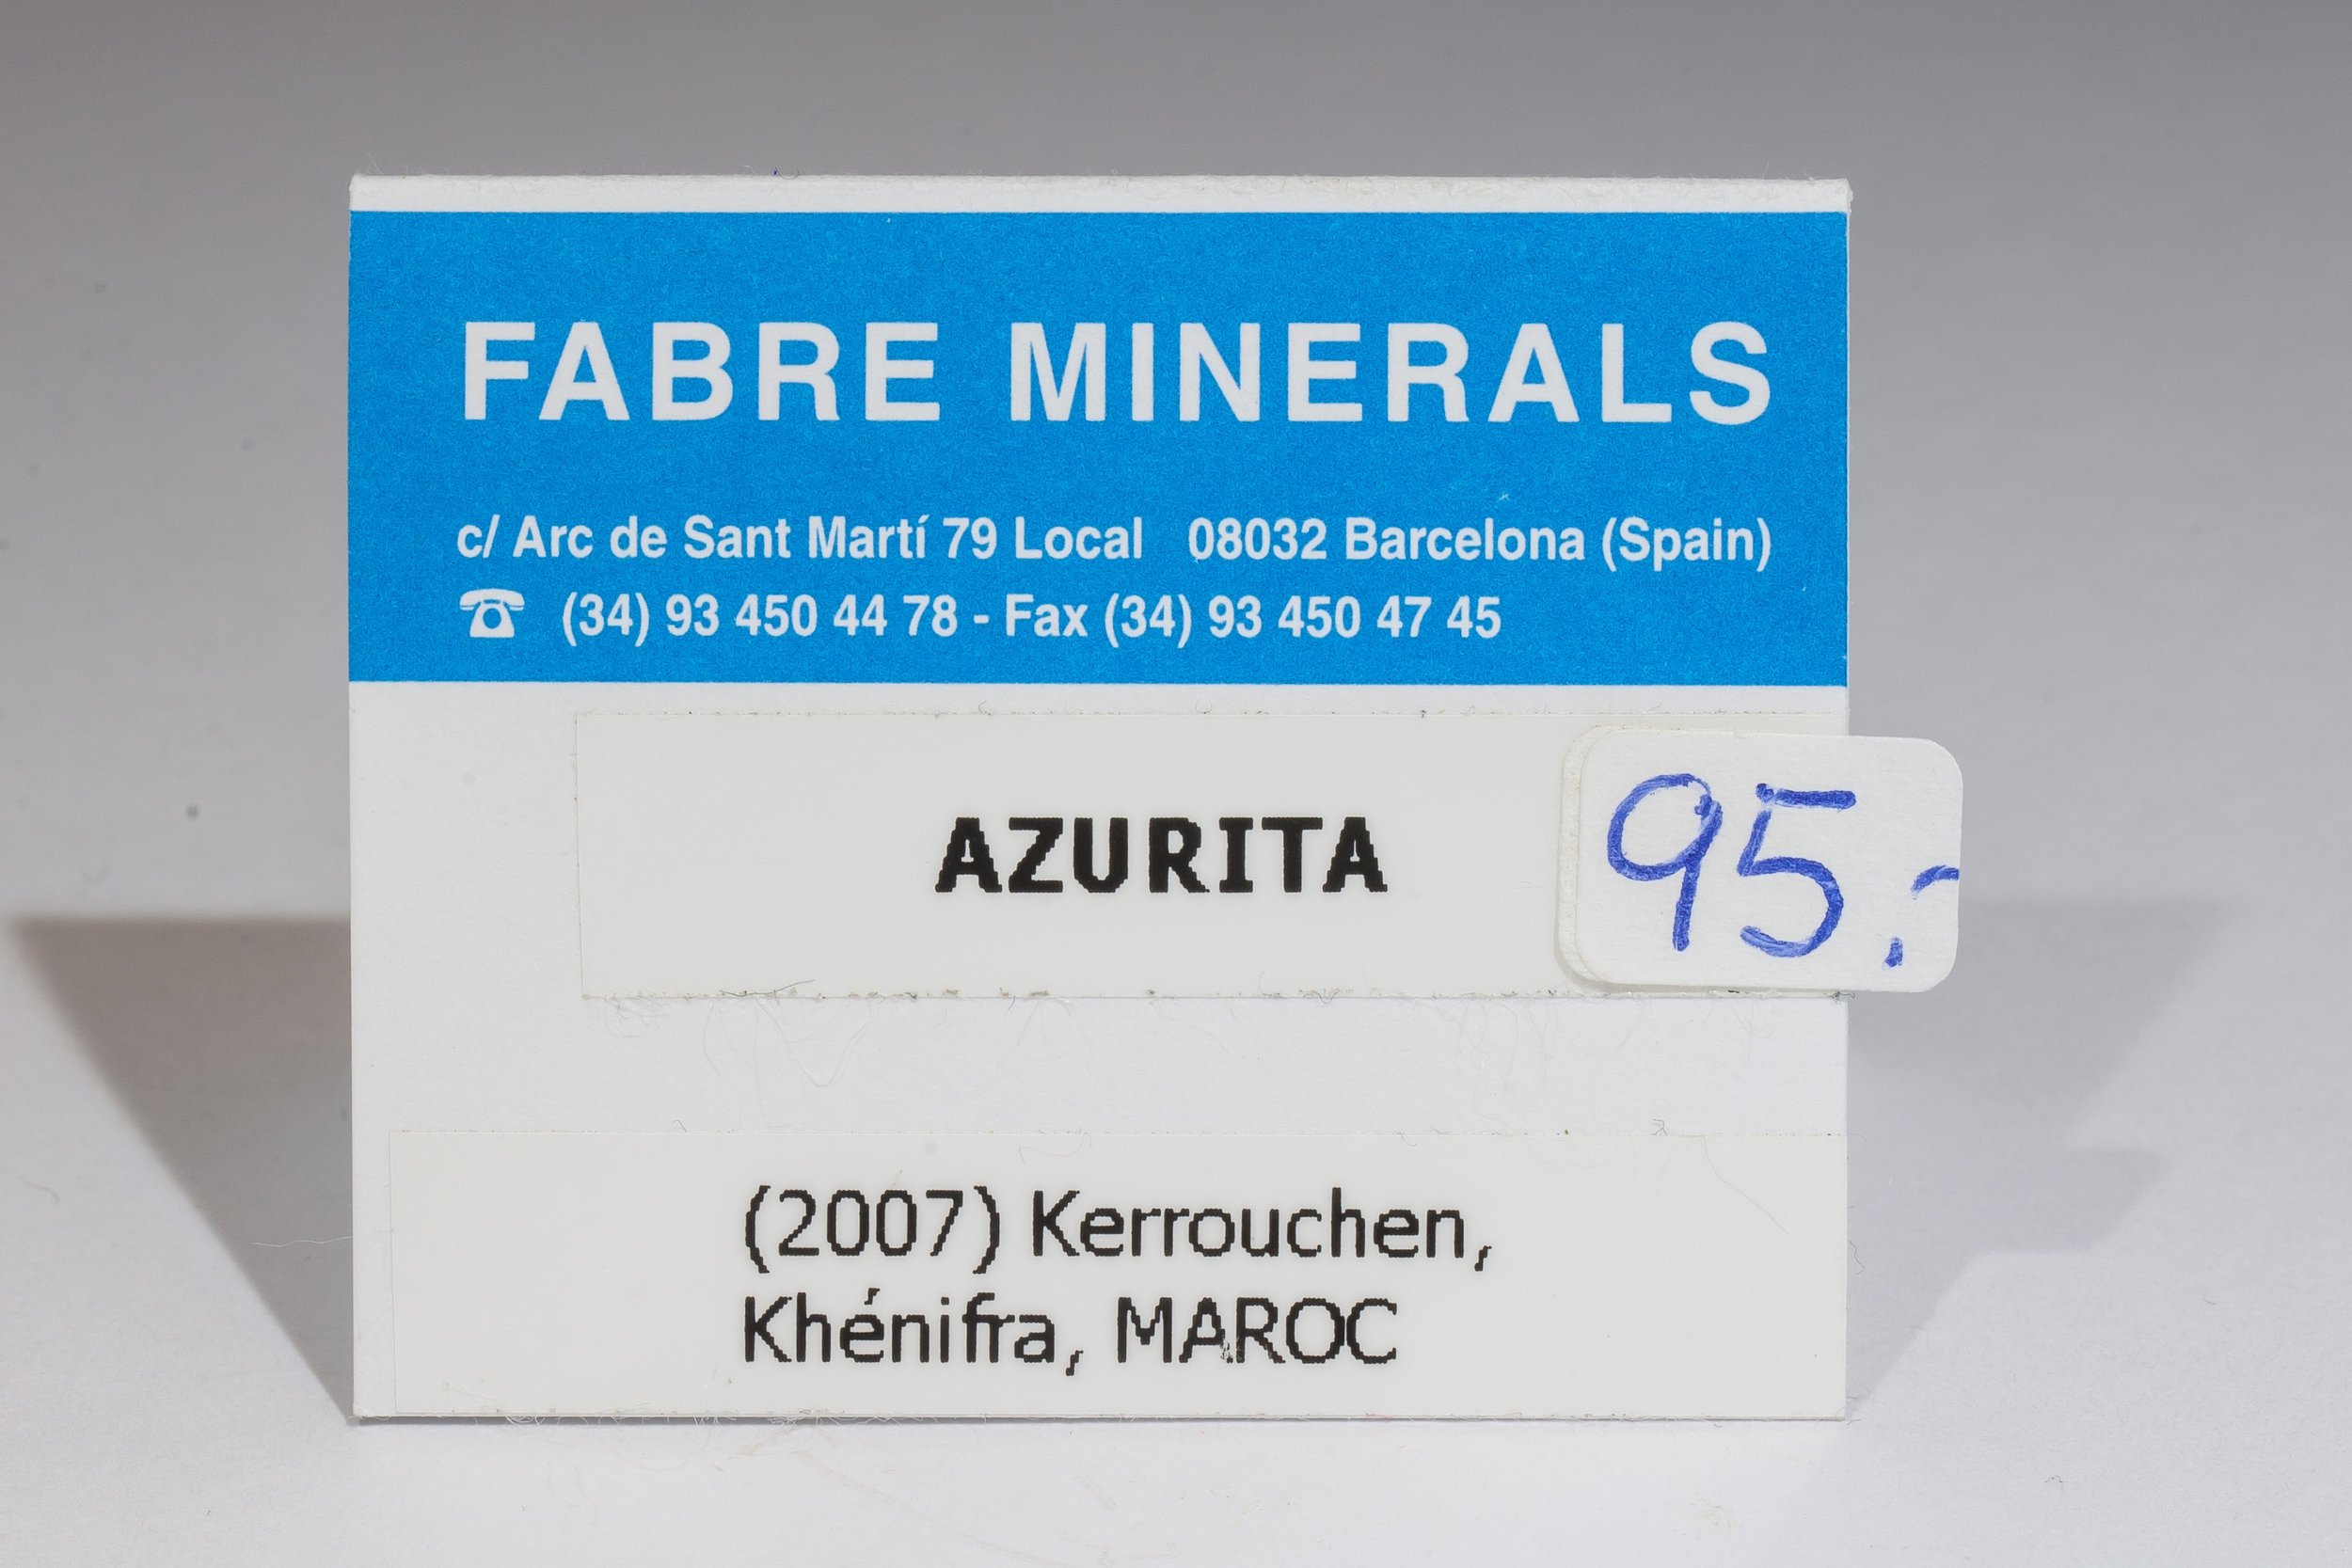 FABRE MINERALS
c/ Arc de Sant Martí 79 Local 08032 Barcelona (Spain)
☎ (34) 93 450 44 78 - Fax (34) 93 450 47 45
AZURITA
95.-
(2007) Kerrouchen,
Khénifra, MAROC